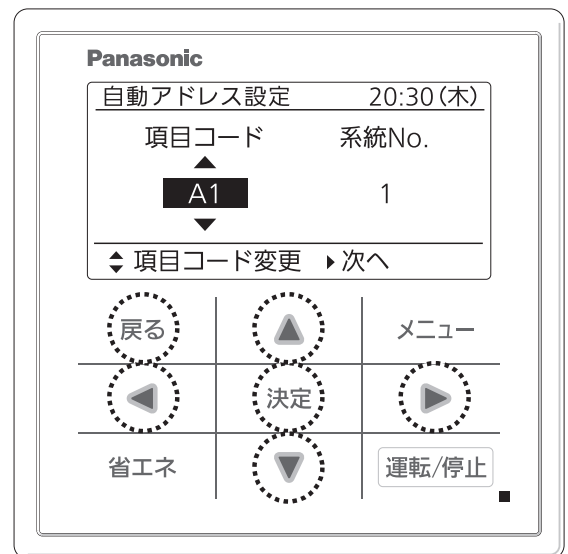 Panasonic
自動アドレス設定 20:30(木)
項目コード 系統No.
A1 1
項目コード変更 次へ
戻る メニュー
決定
省エネ 運転/停止